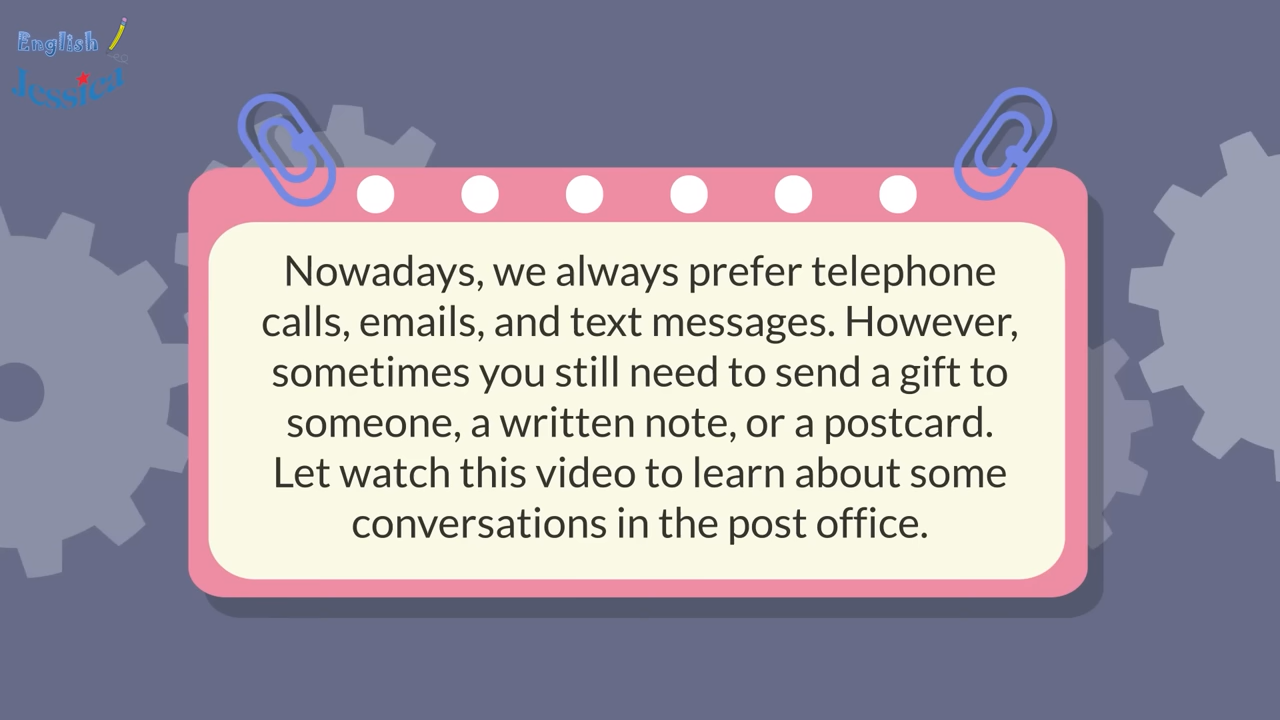 English
Jessica
Nowadays, we always prefer telephone
calls, emails, and text messages. However,
sometimes you still need to send a gift to
someone, a written note, or a postcard.
Let watch this video to learn about some
conversations in the post office.